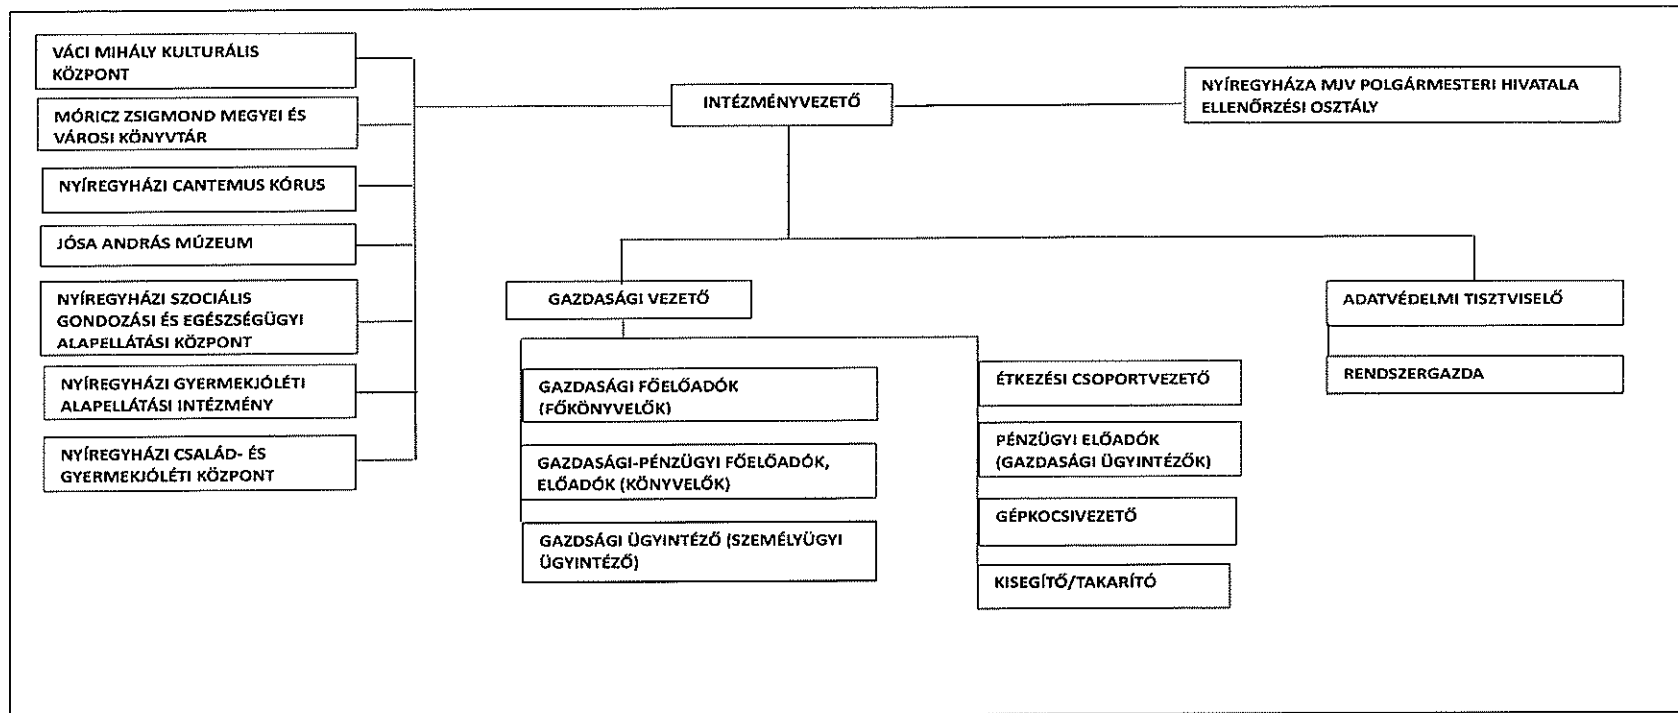 VÁCI MIHÁLY KULTURÁLIS
KÖZPONT
MÓRICZ ZSIGMOND MEGYEI ÉS
VÁROSI KÖNYVTÁR
NYÍREGYHÁZI CANTEMUS KÓRUS
JÓSA ANDRÁS MÚZEUM
NYÍREGYHÁZI SZOCIÁLIS
GONDOZÁSI ÉS EGÉSZSÉGÜGYI
ALAPELLÁTÁSI KÖZPONT
NYÍREGYHÁZI GYERMEKJÓLÉTI
ALAPELLÁTÁSI INTÉZMÉNY
NYÍREGYHÁZI CSALÁD- ÉS
GYERMEKJÓLÉTI KÖZPONT
INTÉZMÉNYVEZETŐ
NYÍREGYHÁZA MJV POLGÁRMESTERI HIVATALA
ELLENŐRZÉSI OSZTÁLY
GAZDASÁGI VEZETŐ
GAZDASÁGI FŐELŐADÓK
(FŐKÖNYVELŐK)
GAZDASÁGI-PÉNZÜGYI FŐELŐADÓK,
ELŐADÓK (KÖNYVELŐK)
GAZDSÁGI ÜGYINTÉZŐ (SZEMÉLYÜGYI
ÜGYINTÉZŐ)
ÉTKEZÉSI CSOPORTVEZETŐ
PÉNZÜGYI ELŐADÓK
(GAZDASÁGI ÜGYINTÉZŐK)
GÉPKOCSIVEZETŐ
KISEGÍTŐ/TAKARÍTÓ
ADATVÉDELMI TISZTVISELŐ
RENDSZERGAZDA